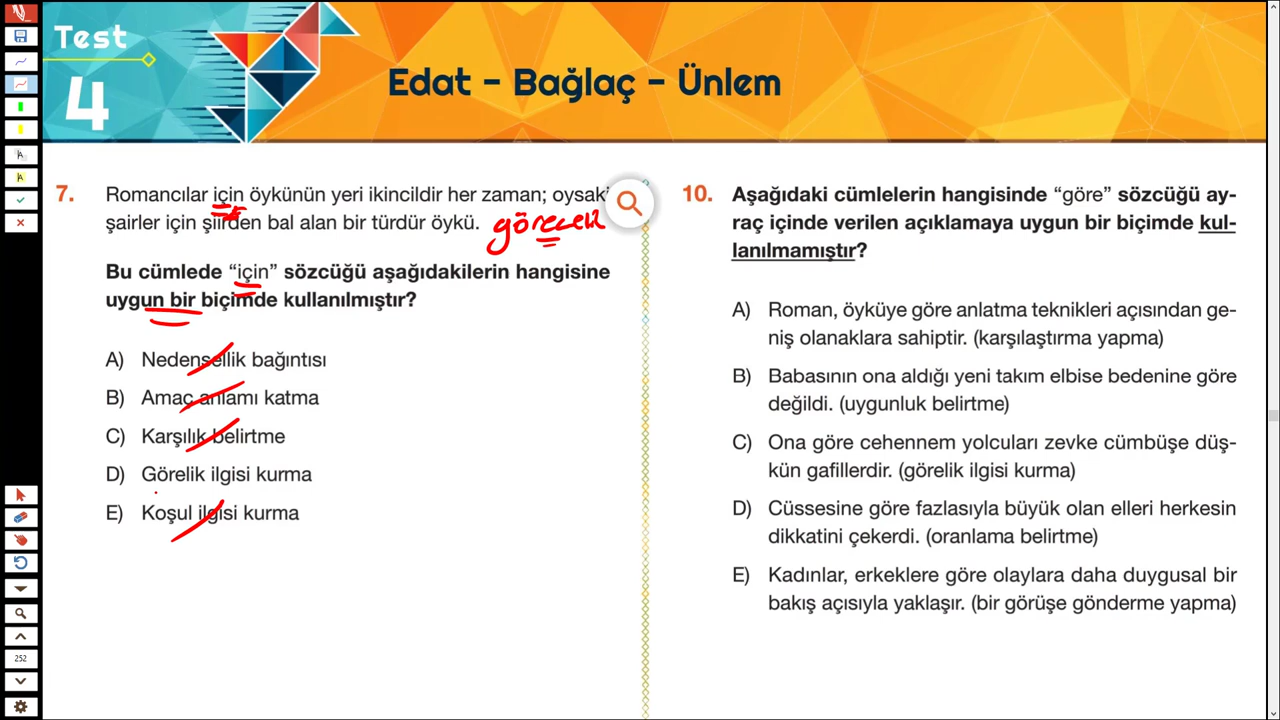 Test
4
Edat – Bağlaç – Ünlem
7. Romancılar için öykünün yeri ikincildir her zaman; oysaki
şairler için şiirden bal alan bir türdür öykü.
görecelik
Bu cümlede “için” sözcüğü aşağıdakilerin hangisine
uygun bir biçimde kullanılmıştır?
A) Nedensellik bağıntısı
B) Amaç anlamı katma
C) Karşılık belirtme
D) Görelik ilgisi kurma
E) Koşul ilgisi kurma
10. Aşağıdaki cümlelerin hangisinde “göre” sözcüğü ay-
raç içinde verilen açıklamaya uygun bir biçimde kul-
lanılmamıştır?
A) Roman, öyküye göre anlatma teknikleri açısından ge-
niş olanaklara sahiptir. (karşılaştırma yapma)
B) Babasının ona aldığı yeni takım elbise bedenine göre
değildi. (uygunluk belirtme)
C) Ona göre cehennem yolcuları zevke cümbüşe düş-
kün gafillerdir. (görelik ilgisi kurma)
D) Cüssesine göre fazlasıyla büyük olan elleri herkesin
dikkatini çekerdi. (oranlama belirtme)
E) Kadınlar, erkeklere göre olaylara daha duygusal bir
bakış açısıyla yaklaşır. (bir görüşe gönderme yapma)
A
A
252